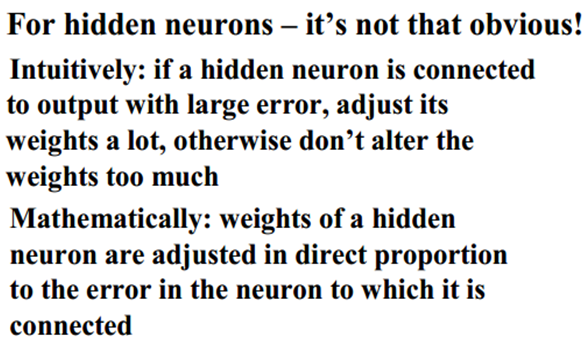 For hidden neurons – it’s not that obvious!
Intuitively: if a hidden neuron is connected
to output with large error, adjust its
weights a lot, otherwise don’t alter the
weights too much
Mathematically: weights of a hidden
neuron are adjusted in direct proportion
to the error in the neuron to which it is
connected